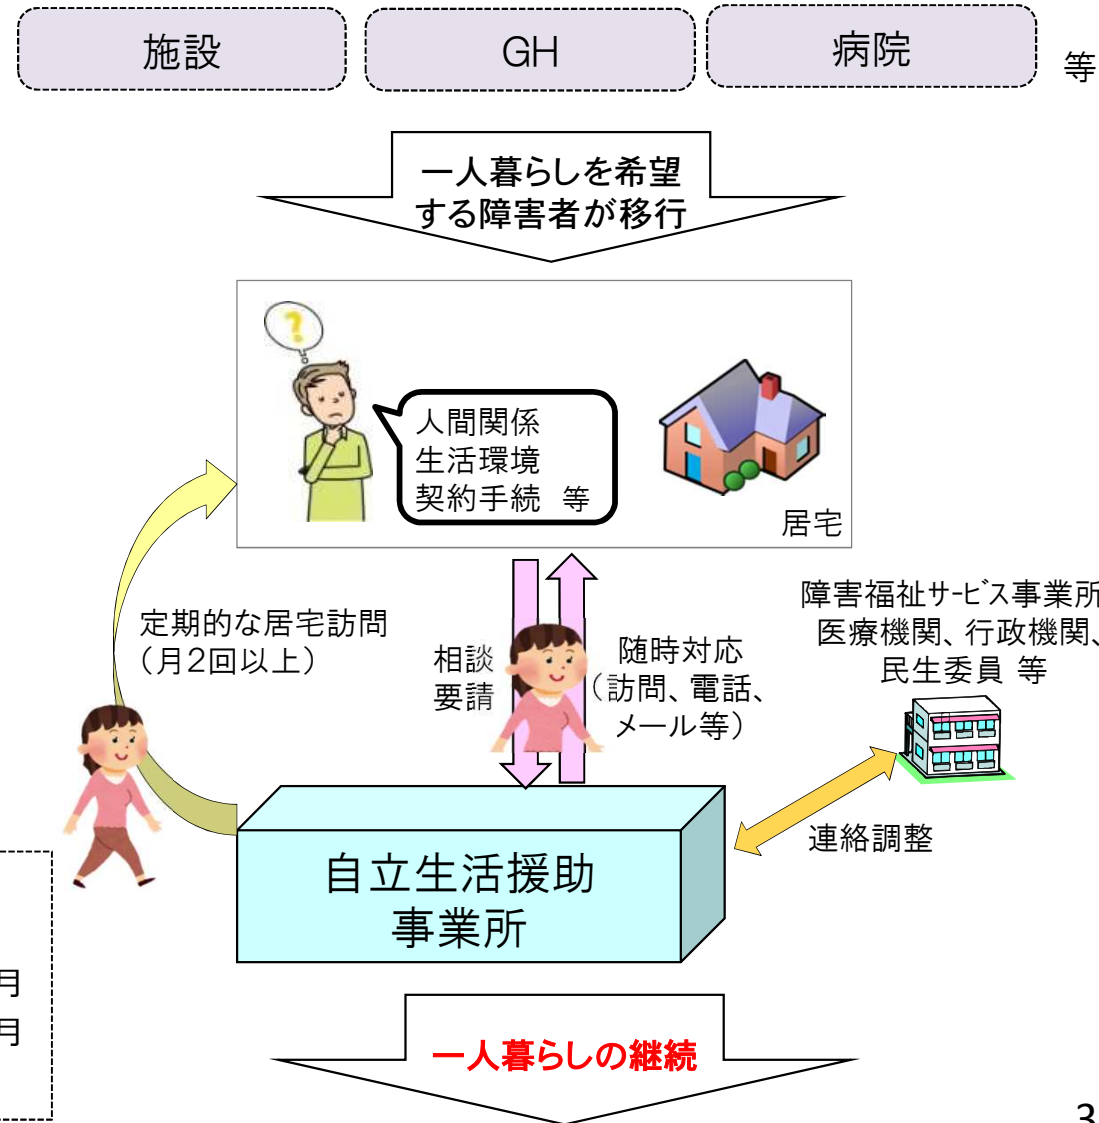 施設
GH
病院
等
一人暮らしを希望
する障害者が移行
?
人間関係
生活環境
契約手続 等
居宅
定期的な居宅訪問
（月2回以上）
相談
要請
随時対応
（訪問、電話、
メール等）
障害福祉サービス事業所
医療機関、行政機関、
民生委員 等
連絡調整
自立生活援助
事業所
月
月
一人暮らしの継続
3